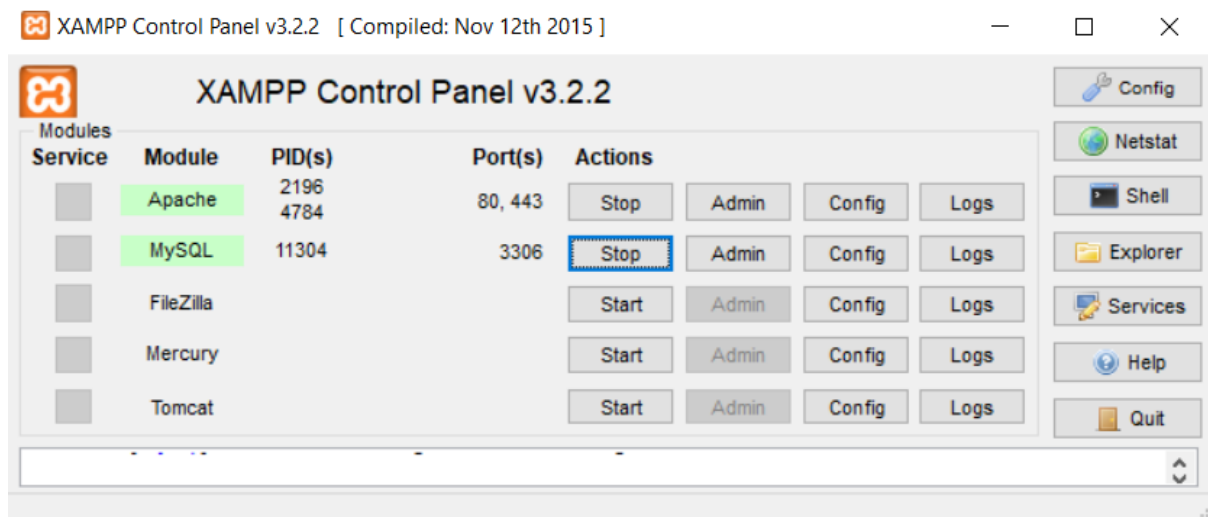 XAMPP Control Panel v3.2.2 [ Compiled: Nov 12th 2015 ]
XAMPP Control Panel v3.2.2
Config
Modules
Service Module PID(s) Port(s) Actions
Netstat
Apache 2196 4784 80, 443 Stop Admin Config Logs
Shell
MySQL 11304 3306 Stop Admin Config Logs
Explorer
FileZilla Start Admin Config Logs
Services
Mercury Start Admin Config Logs
Help
Tomcat Start Admin Config Logs
Quit